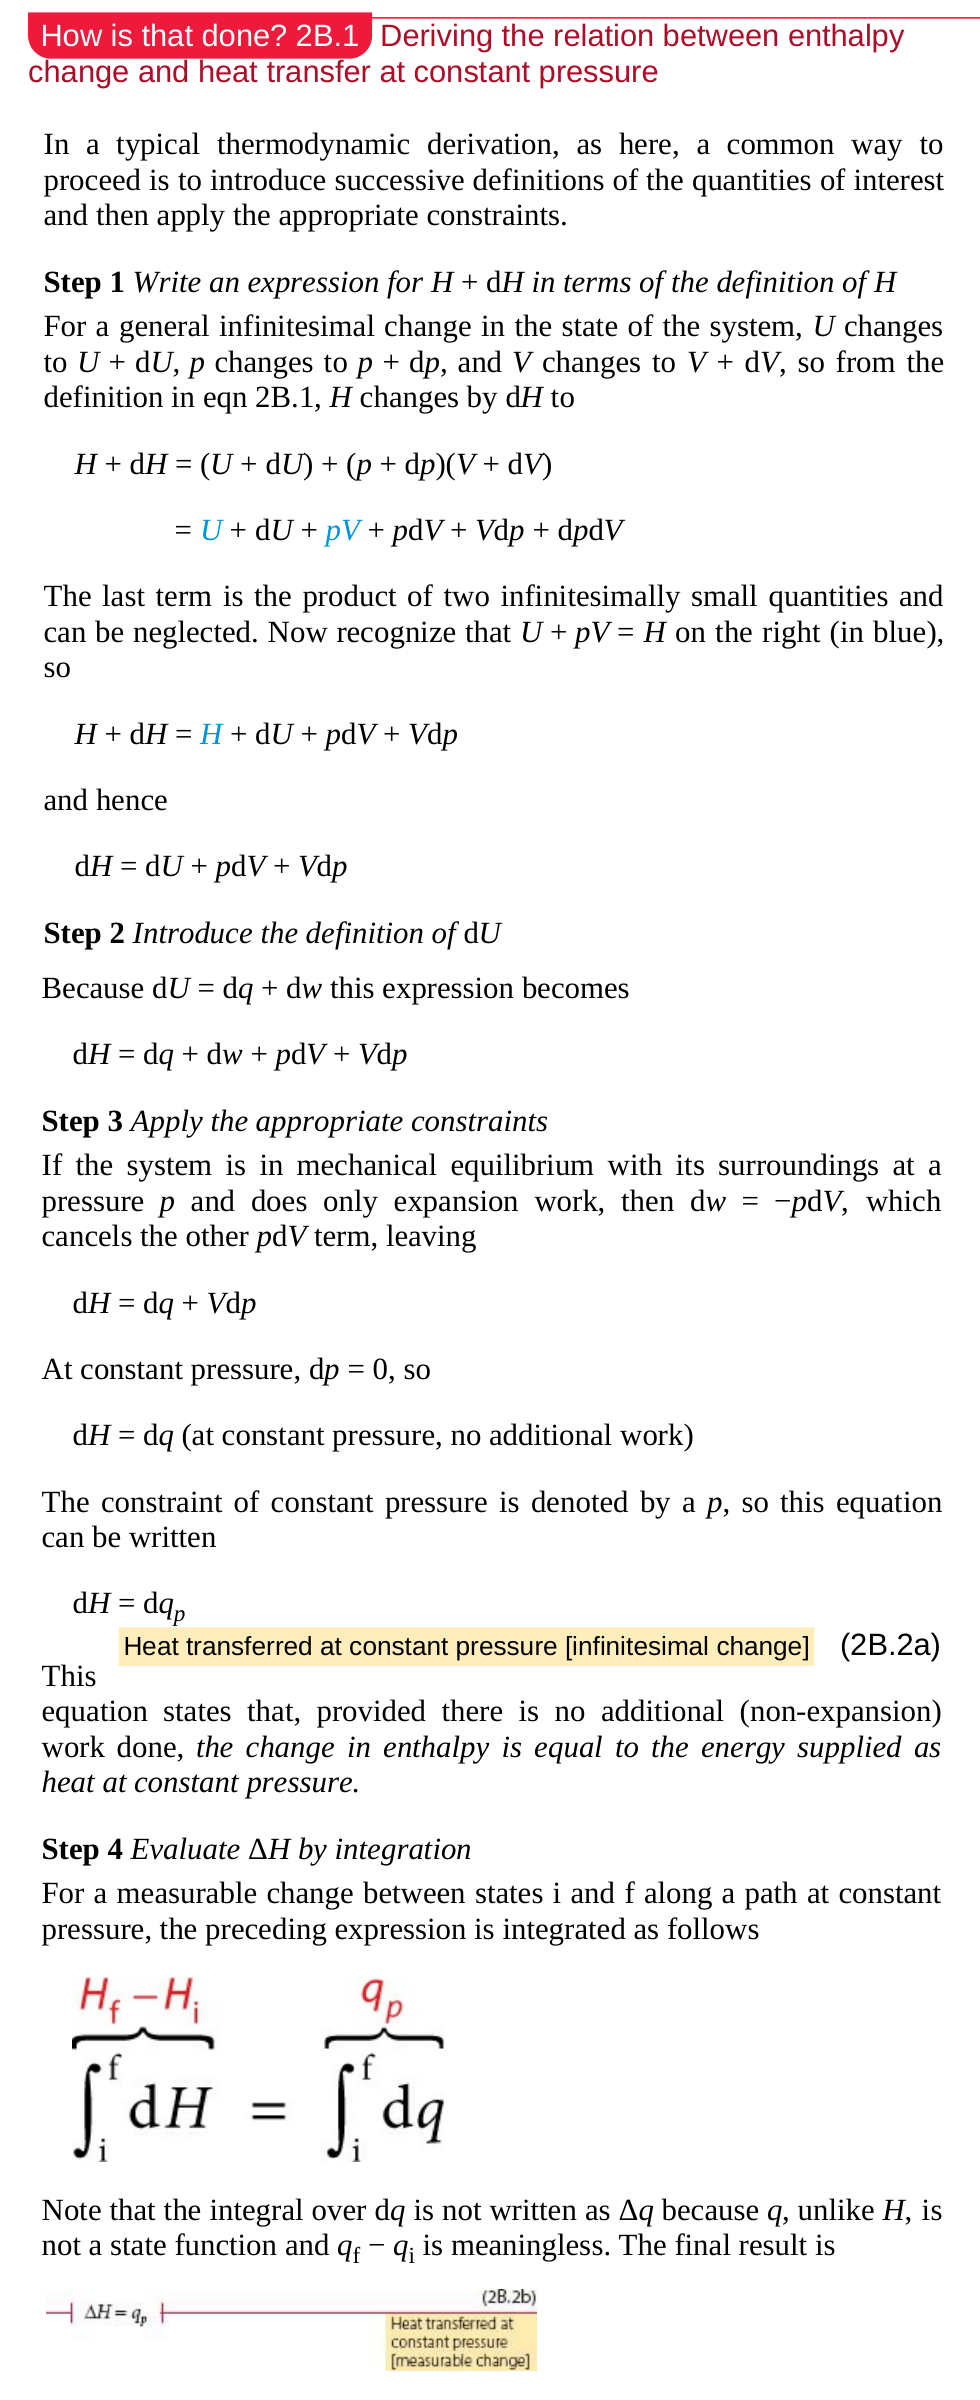 How is that done? 2B.1 Deriving the relation between enthalpy
change and heat transfer at constant pressure
In a typical thermodynamic derivation, as here, a common way to
proceed is to introduce successive definitions of the quantities of interest
and then apply the appropriate constraints.
Step 1 Write an expression for H + dH in terms of the definition of H
For a general infinitesimal change in the state of the system, U changes
to U + dU, p changes to p + dp, and V changes to V + dV, so from the
definition in eqn 2B.1, H changes by dH to
H + dH = (U + dU) + (p + dp)(V + dV)
= U + dU + pV + pdV + Vdp + dpdV
The last term is the product of two infinitesimally small quantities and
can be neglected. Now recognize that U + pV = H on the right (in blue),
so
H + dH = H + dU + pdV + Vdp
and hence
dH = dU + pdV + Vdp
Step 2 Introduce the definition of dU
Because dU = dq + dw this expression becomes
dH = dq + dw + pdV + Vdp
Step 3 Apply the appropriate constraints
If the system is in mechanical equilibrium with its surroundings at a
pressure p and does only expansion work, then dw = −pdV, which
cancels the other pdV term, leaving
dH = dq + Vdp
At constant pressure, dp = 0, so
dH = dq (at constant pressure, no additional work)
The constraint of constant pressure is denoted by a p, so this equation
can be written
dH = dqₚ
Heat transferred at constant pressure [infinitesimal change] (2B.2a)
This
equation states that, provided there is no additional (non-expansion)
work done, the change in enthalpy is equal to the energy supplied as
heat at constant pressure.
Step 4 Evaluate ΔH by integration
For a measurable change between states i and f along a path at constant
pressure, the preceding expression is integrated as follows
H_f − H_i q_p
∫_i^f dH = ∫_i^f dq
Note that the integral over dq is not written as Δq because q, unlike H, is
not a state function and q_f − q_i is meaningless. The final result is
(2B.2b)
ΔH = qₚ
Heat transferred at
constant pressure
[measurable change]